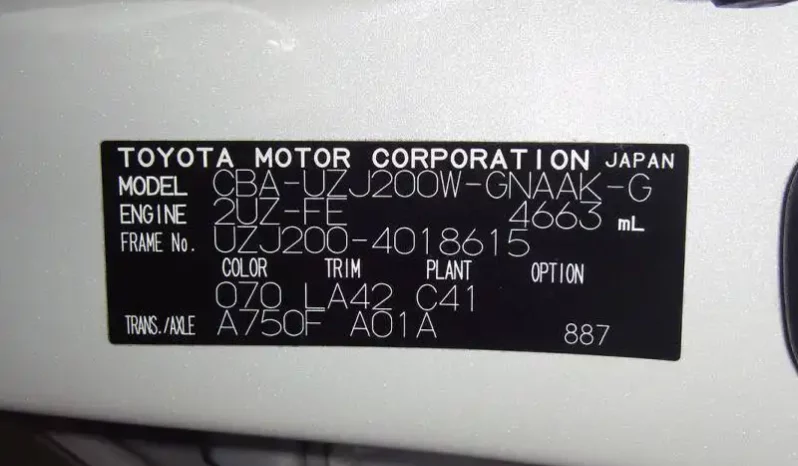 TOYOTA MOTOR CORPORATION JAPAN
MODEL CBA-UZJ200W-GNAAK-G
ENGINE 2UZ-FE 4663 mL
FRAME No. UZJ200-4018615
COLOR TRIM PLANT OPTION
070 LA42 C41
TRANS./AXLE A750F A01A 887